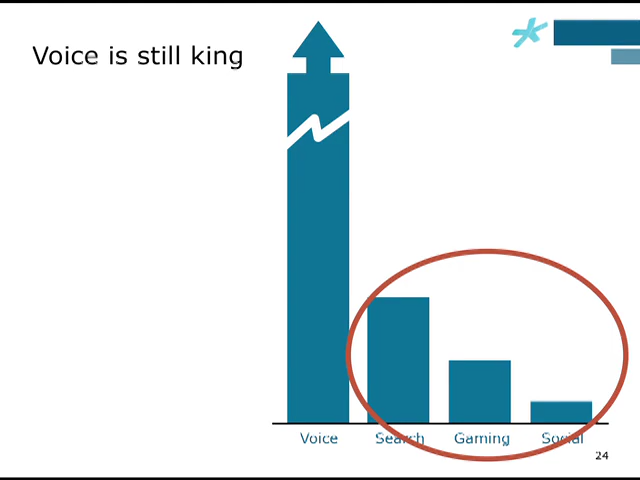 Voice is still king
Voice
Search
Gaming
Social
24